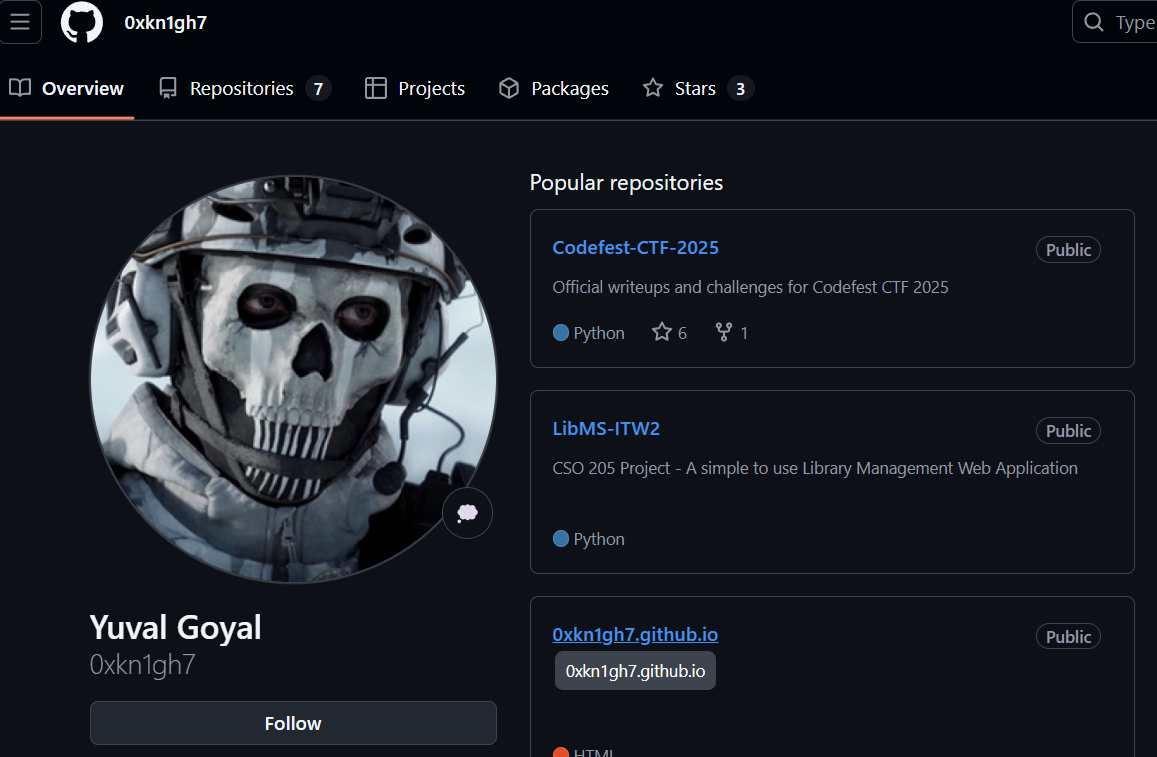 0xkn1gh7
Type
Overview
Repositories 7
Projects
Packages
Stars 3
Popular repositories
Codefest-CTF-2025
Public
Official writeups and challenges for Codefest CTF 2025
Python 6 1
LibMS-ITW2
Public
CSO 205 Project - A simple to use Library Management Web Application
Python
0xkn1gh7.github.io
Public
0xkn1gh7.github.io
HTML
Yuval Goyal
0xkn1gh7
Follow